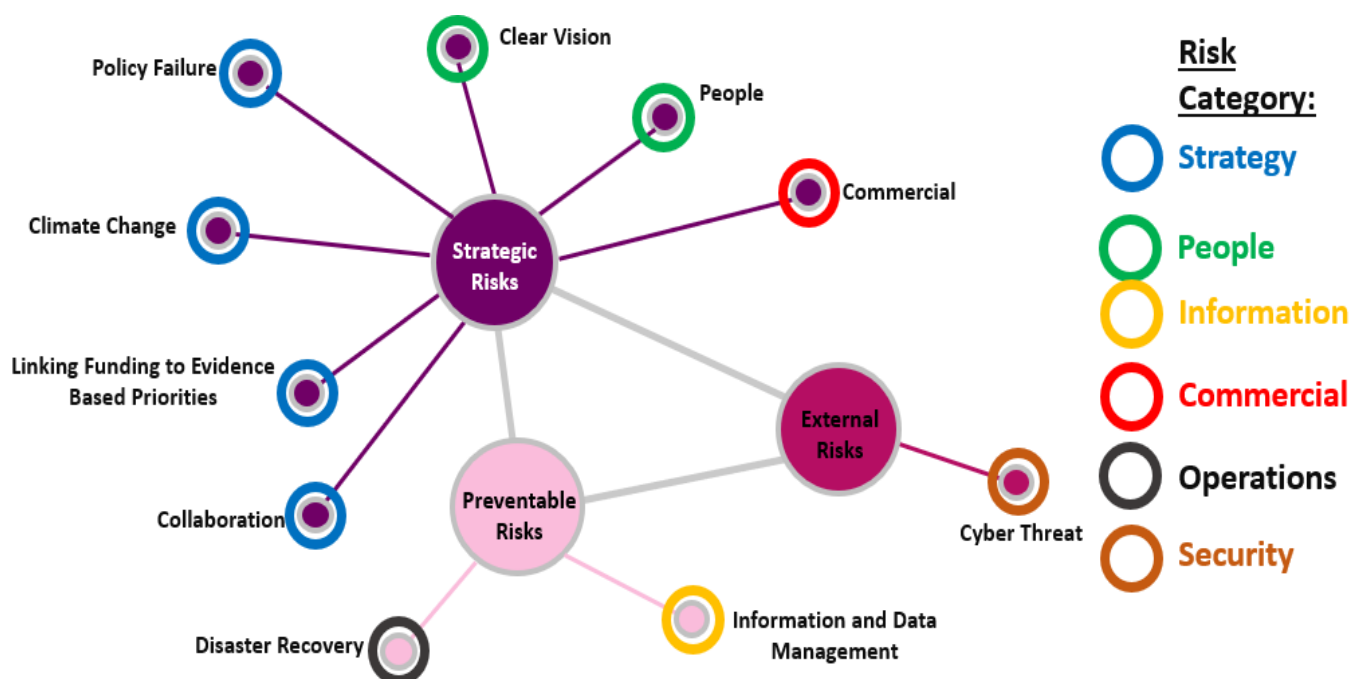 Clear Vision
Policy Failure
People
Commercial
Climate Change
Strategic
Risks
Linking Funding to Evidence
Based Priorities
External
Risks
Preventable
Risks
Collaboration
Cyber Threat
Information and Data
Management
Disaster Recovery
Risk
Category:
Strategy
People
Information
Commercial
Operations
Security